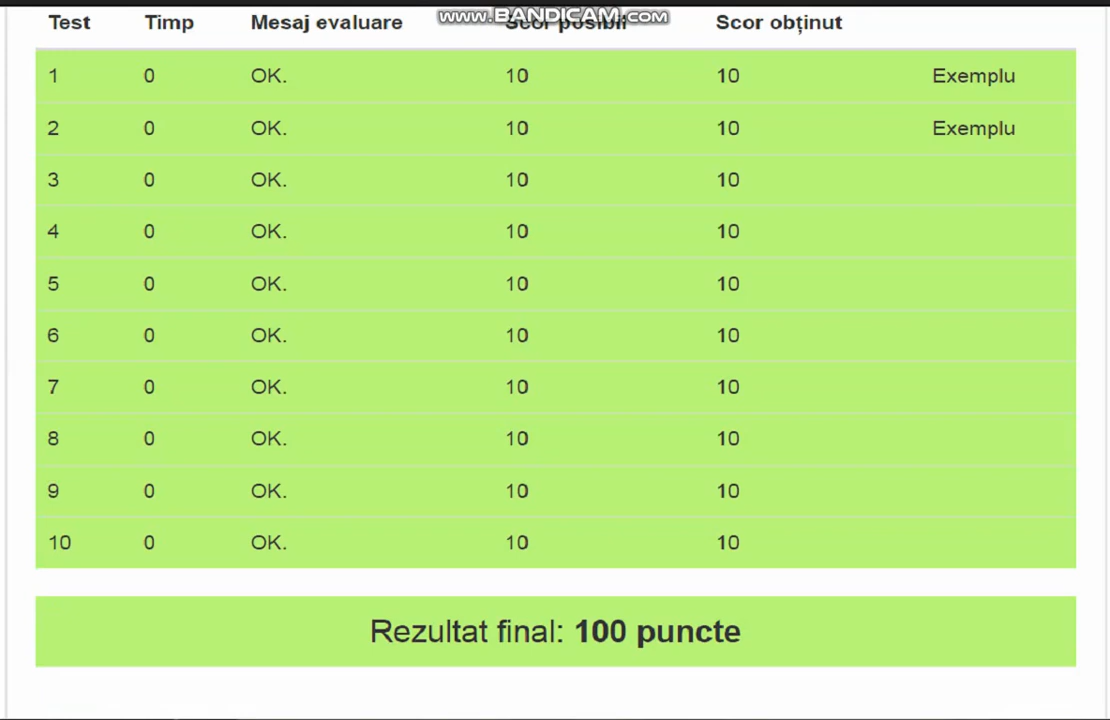 www.BANDICAM.com
Test Timp Mesaj evaluare Scor posibil Scor obținut
1 0 OK. 10 10 Exemplu
2 0 OK. 10 10 Exemplu
3 0 OK. 10 10
4 0 OK. 10 10
5 0 OK. 10 10
6 0 OK. 10 10
7 0 OK. 10 10
8 0 OK. 10 10
9 0 OK. 10 10
10 0 OK. 10 10
Rezultat final: 100 puncte